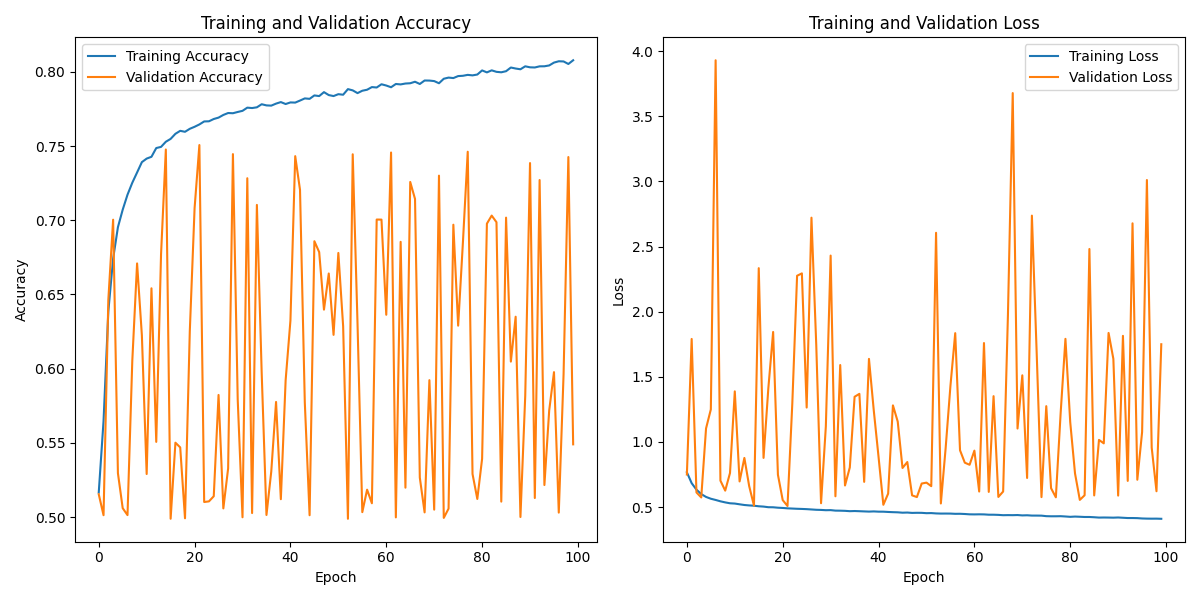 Training and Validation Accuracy
Training Accuracy
Validation Accuracy
0.80
0.75
0.70
0.65
0.60
0.55
0.50
Accuracy
0
20
40
60
80
100
Epoch
Training and Validation Loss
Training Loss
Validation Loss
4.0
3.5
3.0
2.5
2.0
1.5
1.0
0.5
Loss
0
20
40
60
80
100
Epoch